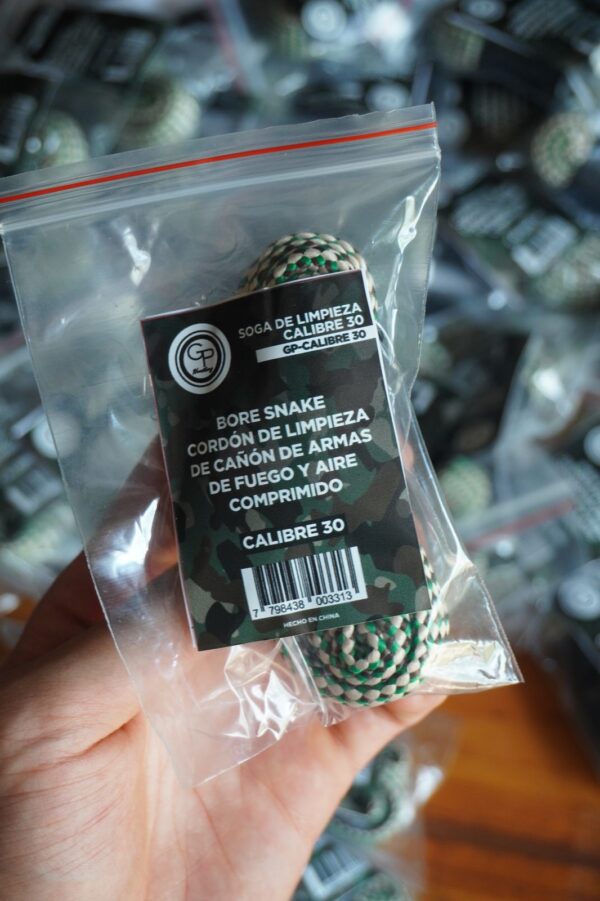 GP
SOGA DE LIMPIEZA
CALIBRE 30
GP-CALIBRE 30
BORE SNAKE
CORDÓN DE LIMPIEZA
DE CAÑÓN DE ARMAS
DE FUEGO Y AIRE
COMPRIMIDO
CALIBRE 30
7 798438 003313
HECHO EN CHINA